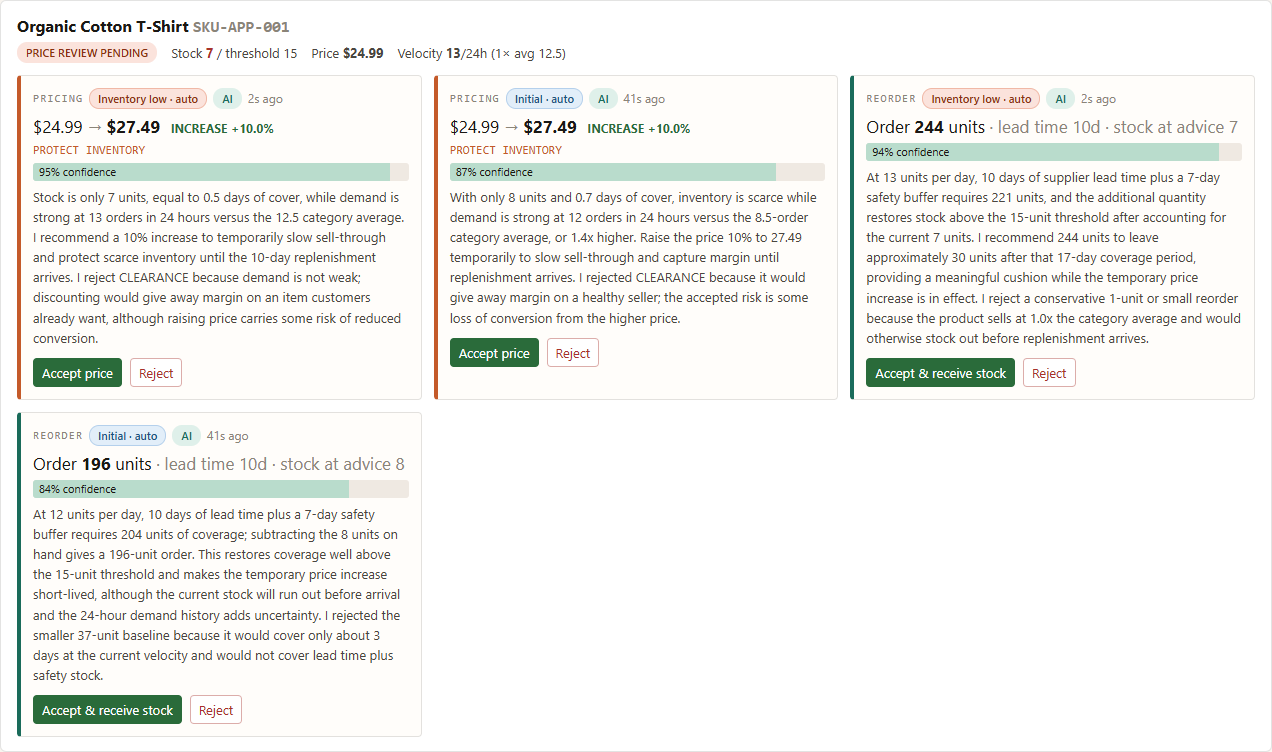 Organic Cotton T-Shirt SKU-APP-001
PRICE REVIEW PENDING Stock 7 / threshold 15 Price $24.99 Velocity 13/24h (1× avg 12.5)
PRICING Inventory low · auto AI 2s ago
$24.99 → $27.49 INCREASE +10.0%
PROTECT INVENTORY
95% confidence
Stock is only 7 units, equal to 0.5 days of cover, while demand is
strong at 13 orders in 24 hours versus the 12.5 category average.
I recommend a 10% increase to temporarily slow sell-through
and protect scarce inventory until the 10-day replenishment
arrives. I reject CLEARANCE because demand is not weak;
discounting would give away margin on an item customers
already want, although raising price carries some risk of reduced
conversion.
Accept price Reject
PRICING Initial · auto AI 41s ago
$24.99 → $27.49 INCREASE +10.0%
PROTECT INVENTORY
87% confidence
With only 8 units and 0.7 days of cover, inventory is scarce while
demand is strong at 12 orders in 24 hours versus the 8.5-order
category average, or 1.4x higher. Raise the price 10% to 27.49
temporarily to slow sell-through and capture margin until
replenishment arrives. I rejected CLEARANCE because it would
give away margin on a healthy seller; the accepted risk is some
loss of conversion from the higher price.
Accept price Reject
REORDER Inventory low · auto AI 2s ago
Order 244 units · lead time 10d · stock at advice 7
94% confidence
At 13 units per day, 10 days of supplier lead time plus a 7-day
safety buffer requires 221 units, and the additional quantity
restores stock above the 15-unit threshold after accounting for
the current 7 units. I recommend 244 units to leave
approximately 30 units after that 17-day coverage period,
providing a meaningful cushion while the temporary price
increase is in effect. I reject a conservative 1-unit or small reorder
because the product sells at 1.0x the category average and would
otherwise stock out before replenishment arrives.
Accept & receive stock Reject
REORDER Initial · auto AI 41s ago
Order 196 units · lead time 10d · stock at advice 8
84% confidence
At 12 units per day, 10 days of lead time plus a 7-day safety
buffer requires 204 units of coverage; subtracting the 8 units on
hand gives a 196-unit order. This restores coverage well above
the 15-unit threshold and makes the temporary price increase
short-lived, although the current stock will run out before arrival
and the 24-hour demand history adds uncertainty. I rejected the
smaller 37-unit baseline because it would cover only about 3
days at the current velocity and would not cover lead time plus
safety stock.
Accept & receive stock Reject